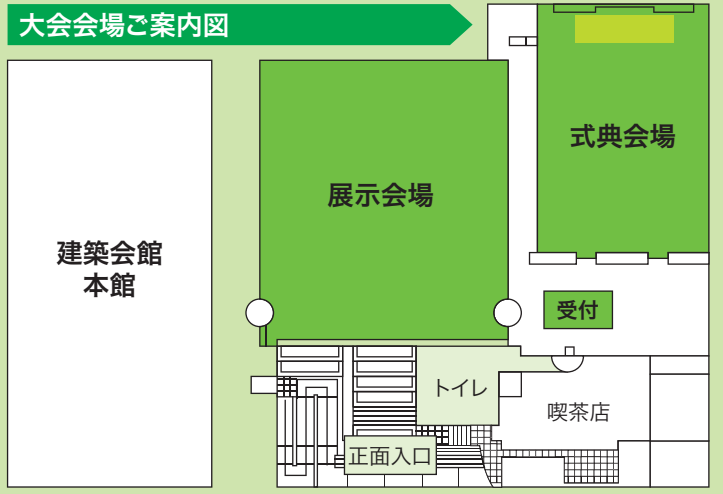 大会会場ご案内図
式典会場
展示会場
建築会館
本館
受付
トイレ
喫茶店
正面入口